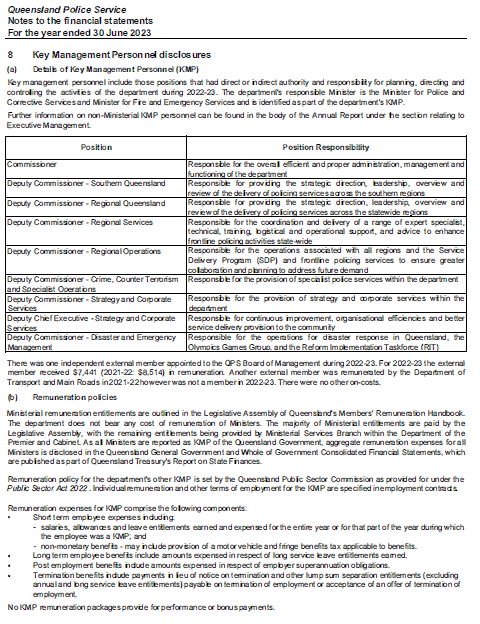 Queensland Police Service
Notes to the financial statements
For the year ended 30 June 2023
8 Key Management Personnel disclosures
(a) Details of Key Management Personnel (KMP)
Key management personnel include those positions that had direct or indirect authority and responsibility for planning, directing and
controlling the activities of the department during 2022-23. The department's responsible Minister is the Minister for Police and
Corrective Services and Minister for Fire and Emergency Services and is identified as part of the department's KMP.
Further information on non-Ministerial KMP personnel can be found in the body of the Annual Report under the section relating to
Executive Management.
Position Position Responsibility
Commissioner Responsible for the overall efficient and proper administration, management and
functioning of the department
Deputy Commissioner - Southern Queensland Responsible for providing the strategic direction, leadership, overview and
review of the delivery of policing services across the southern regions
Deputy Commissioner - Regional Queensland Responsible for providing the strategic direction, leadership, overview and
review of the delivery of policing services across the statewide regions
Deputy Commissioner - Regional Services Responsible for the coordination and delivery of a range of expert specialist,
technical, training, logistical and operational support, and advice to enhance
frontline policing activities state-wide
Deputy Commissioner - Regional Operations Responsible for the operations associated with all regions and the Service
Delivery Program (SDP) and frontline policing services to ensure greater
collaboration and planning to address future demand
Deputy Commissioner - Crime, Counter Terrorism Responsible for the provision of specialist police services within the department
and Specialist Operations
Deputy Commissioner - Strategy and Corporate Responsible for the provision of strategy and corporate services within the
Services department
Deputy Chief Executive - Strategy and Corporate Responsible for continuous improvement, organisational efficiencies and better
Services service delivery provision to the community
Deputy Commissioner - Disaster and Emergency Responsible for the operations for disaster response in Queensland, the
Management Olympics Games Group, and the Reform Implementation Taskforce (RIT)
There was one independent external member appointed to the QPS Board of Management during 2022-23. For 2022-23 the external
member received $7,441 (2021-22: $8,514) in remuneration. Another external member was remunerated by the Department of
Transport and Main Roads in 2021-22 however was not a member in 2022-23. There were no other on-costs.
(b) Remuneration policies
Ministerial remuneration entitlements are outlined in the Legislative Assembly of Queensland's Members' Remuneration Handbook.
The department does not bear any cost of remuneration of Ministers. The majority of Ministerial entitlements are paid by the
Legislative Assembly, with the remaining entitlements being provided by Ministerial Services Branch within the Department of the
Premier and Cabinet. As all Ministers are reported as KMP of the Queensland Government, aggregate remuneration expenses for all
Ministers is disclosed in the Queensland General Government and Whole of Government Consolidated Financial Statements, which
are published as part of Queensland Treasury's Report on State Finances.
Remuneration policy for the department's other KMP is set by the Queensland Public Sector Commission as provided for under the
Public Sector Act 2022. Individual remuneration and other terms of employment for the KMP are specified in employment contracts.
Remuneration expenses for KMP comprise the following components:
• Short term employee expenses including:
- salaries, allowances and leave entitlements earned and expensed for the entire year or for that part of the year during which
the employee was a KMP; and
- non-monetary benefits - may include provision of a motor vehicle and fringe benefits tax applicable to benefits.
• Long term employee benefits include amounts expensed in respect of long service leave entitlements earned.
• Post employment benefits include amounts expensed in respect of employer superannuation obligations.
• Termination benefits include payments in lieu of notice on termination and other lump sum separation entitlements (excluding
annual and long service leave entitlements) payable on termination of employment or acceptance of an offer of termination of
employment.
No KMP remuneration packages provide for performance or bonus payments.